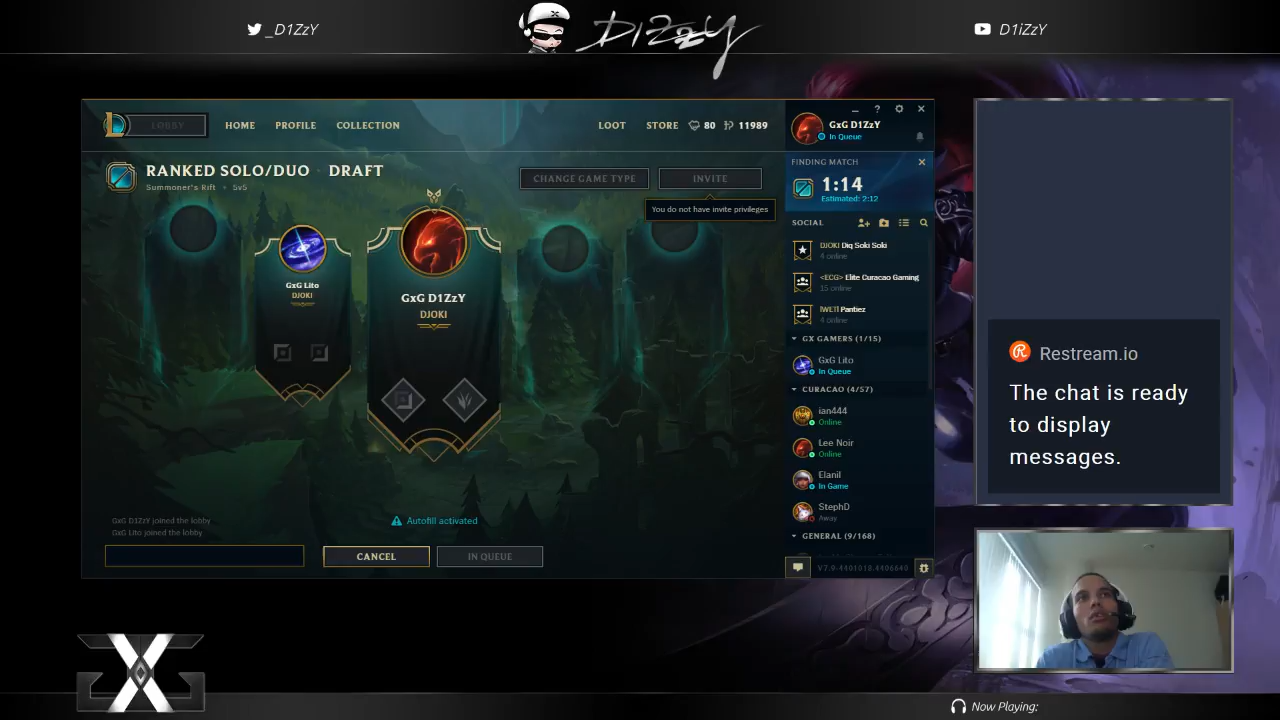 _D1ZzY
D1ZzY
D1iZzY
LOBBY
HOME
PROFILE
COLLECTION
LOOT
STORE
80
11989
GxG D1ZzY
In Queue
RANKED SOLO/DUO · DRAFT
Summoner's Rift · 5v5
CHANGE GAME TYPE
INVITE
You do not have invite privileges
FINDING MATCH
1:14
Estimated: 2:12
SOCIAL
DJOKI Diq Soki Soki
4 online
<ECG> Elite Curacao Gaming
15 online
!WET! Pantiez
4 online
GX GAMERS (1/15)
GxG Lito
In Queue
CURACAO (4/57)
ian444
Online
Lee Noir
Online
Elanil
In Game
StephD
Away
GENERAL (9/168)
V7.9-4401018.4406640
GxG Lito
DJOKI
GxG D1ZzY
DJOKI
GxG D1ZzY joined the lobby
GxG Lito joined the lobby
Autofill activated
CANCEL
IN QUEUE
Restream.io
The chat is ready
to display
messages.
X
Now Playing: